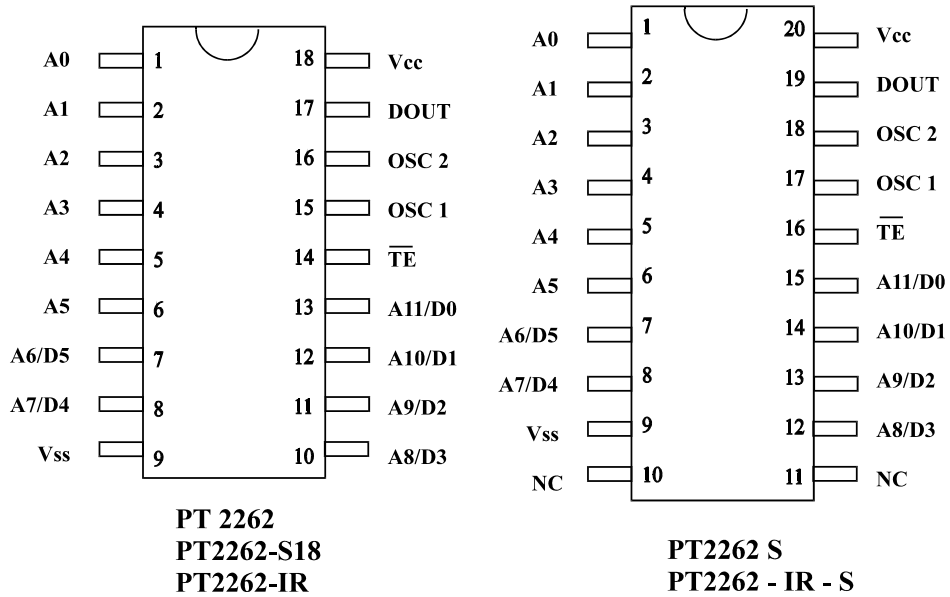 A0 1 18 Vcc
A1 2 17 DOUT
A2 3 16 OSC 2
A3 4 15 OSC 1
A4 5 14 TE
A5 6 13 A11/D0
A6/D5 7 12 A10/D1
A7/D4 8 11 A9/D2
Vss 9 10 A8/D3
PT 2262
PT2262-S18
PT2262-IR
A0 1 20 Vcc
A1 2 19 DOUT
A2 3 18 OSC 2
A3 4 17 OSC 1
A4 5 16 TE
A5 6 15 A11/D0
A6/D5 7 14 A10/D1
A7/D4 8 13 A9/D2
Vss 9 12 A8/D3
NC 10 11 NC
PT2262 S
PT2262 - IR - S